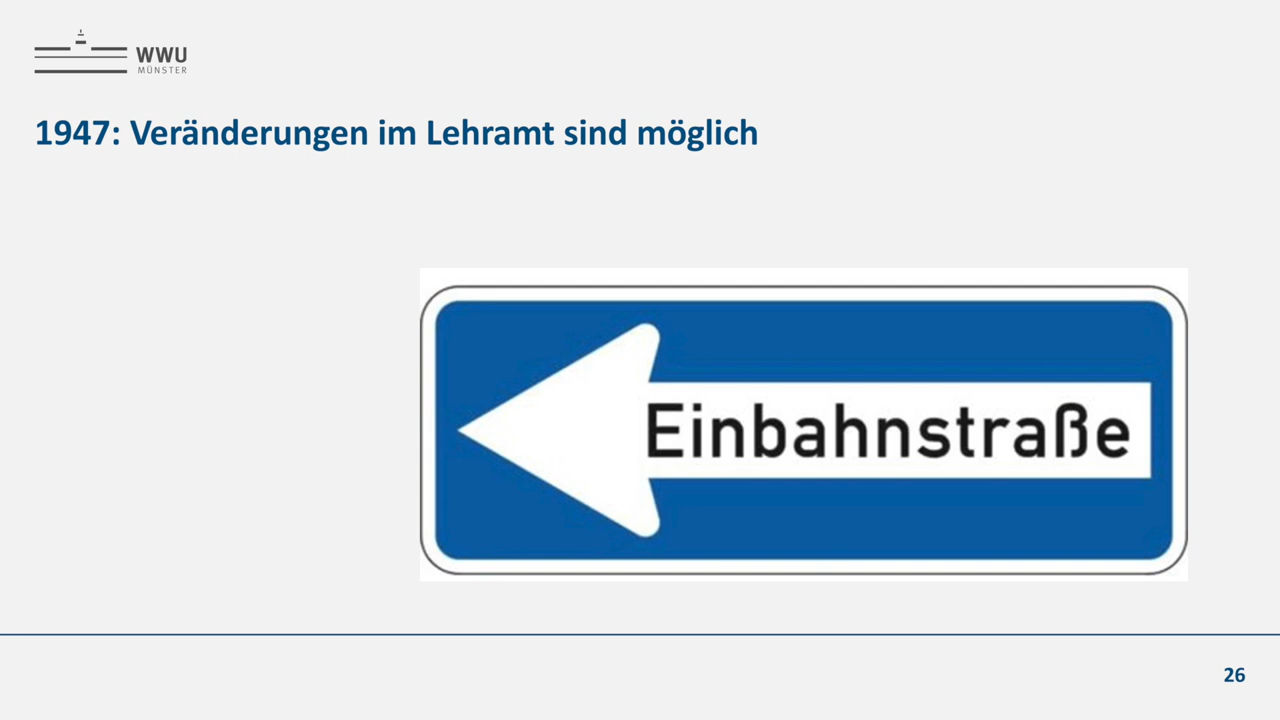 WWU
MÜNSTER
1947: Veränderungen im Lehramt sind möglich
Einbahnstraße
26